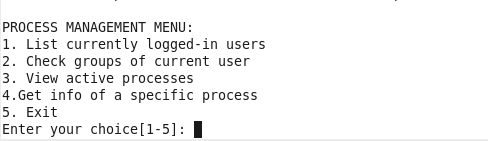 PROCESS MANAGEMENT MENU:
1. List currently logged-in users
2. Check groups of current user
3. View active processes
4.Get info of a specific process
5. Exit
Enter your choice[1-5]: